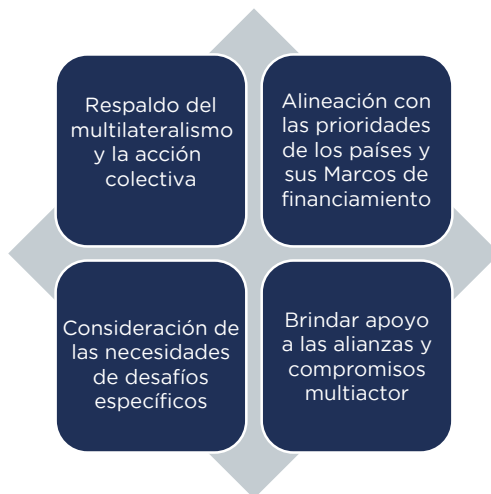 Respaldo del
multilateralismo
y la acción
colectiva
Alineación con
las prioridades
de los países y
sus Marcos de
financiamiento
Consideración de
las necesidades
de desafíos
específicos
Brindar apoyo
a las alianzas y
compromisos
multiactor